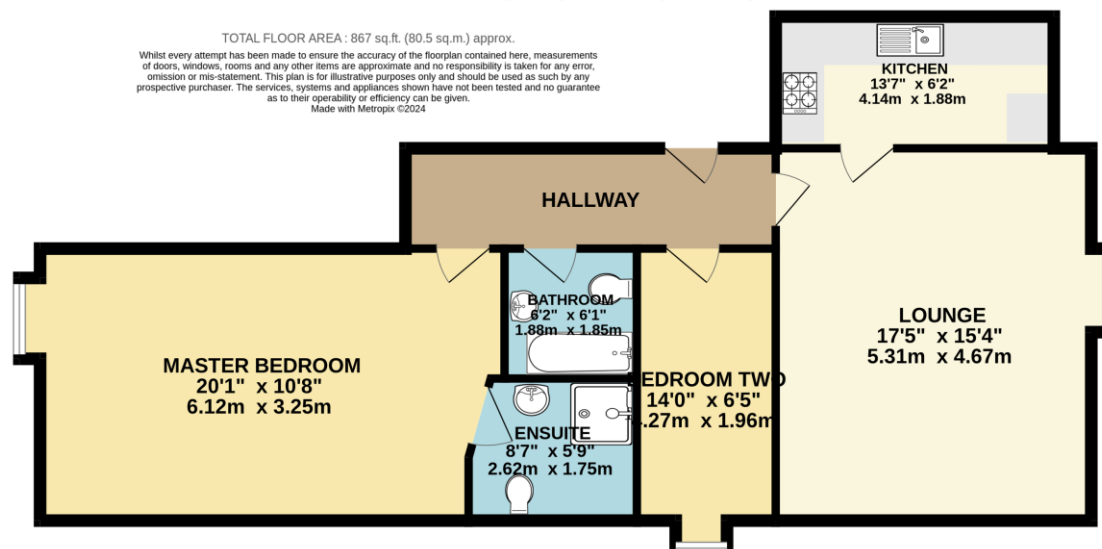 TOTAL FLOOR AREA : 867 sq.ft. (80.5 sq.m.) approx.
Whilst every attempt has been made to ensure the accuracy of the floorplan contained here, measurements
of doors, windows, rooms and any other items are approximate and no responsibility is taken for any error,
omission or mis-statement. This plan is for illustrative purposes only and should be used as such by any
prospective purchaser. The services, systems and appliances shown have not been tested and no guarantee
as to their operability or efficiency can be given.
Made with Metropix ©2024
KITCHEN
13'7" x 6'2"
4.14m x 1.88m
HALLWAY
BATHROOM
6'2" x 6'1"
1.88m x 1.85m
LOUNGE
17'5" x 15'4"
5.31m x 4.67m
MASTER BEDROOM
20'1" x 10'8"
6.12m x 3.25m
BEDROOM TWO
14'0" x 6'5"
4.27m x 1.96m
ENSUITE
8'7" x 5'9"
2.62m x 1.75m